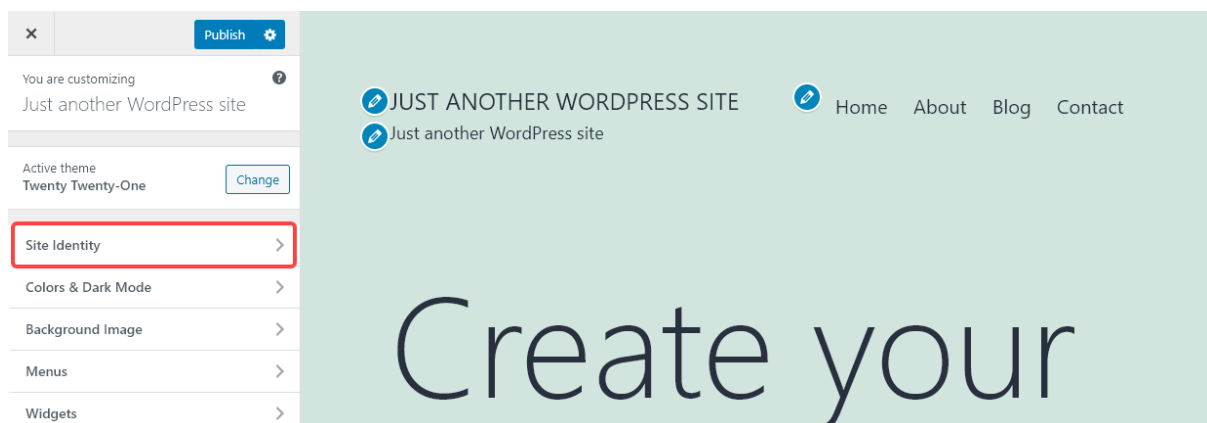 Publish
You are customizing
Just another WordPress site
Active theme
Twenty Twenty-One
Change
Site Identity
Colors & Dark Mode
Background Image
Menus
Widgets
JUST ANOTHER WORDPRESS SITE
Just another WordPress site
Home About Blog Contact
Create your